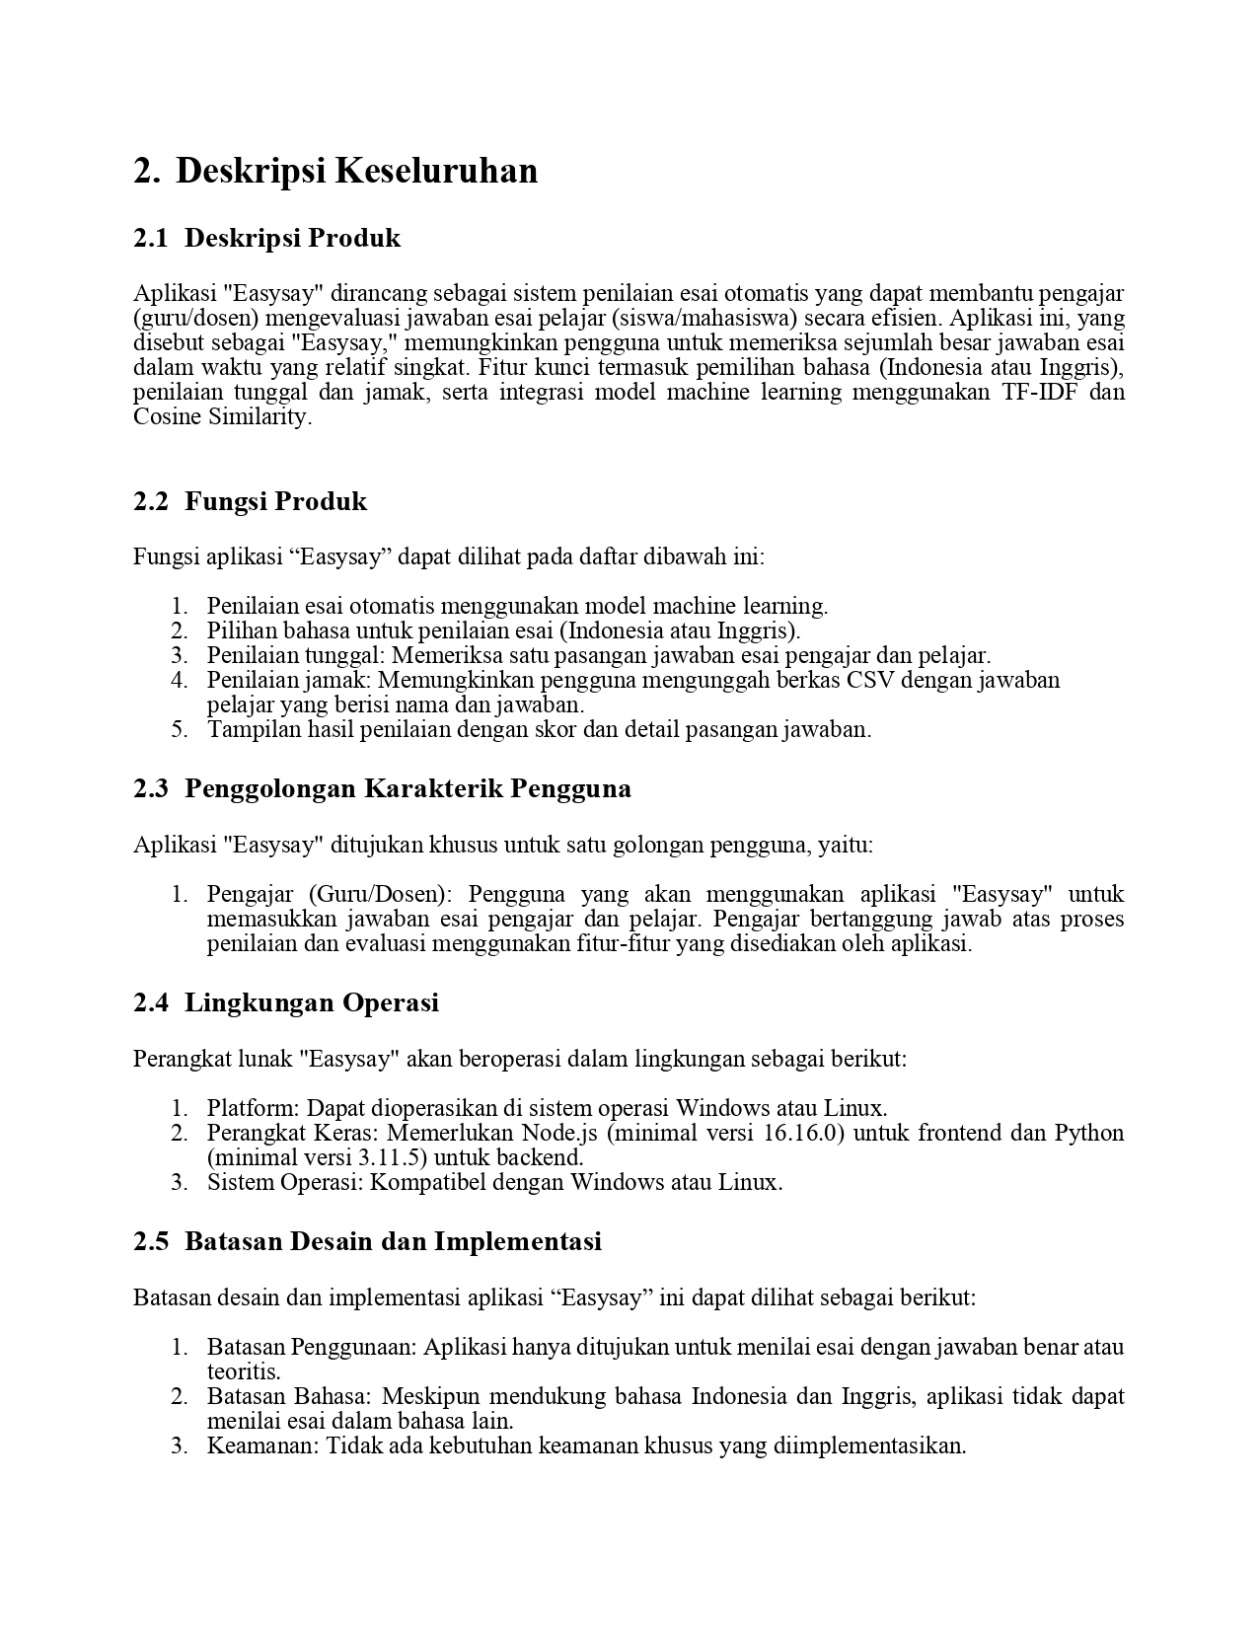 2. Deskripsi Keseluruhan
2.1 Deskripsi Produk
Aplikasi "Easysay" dirancang sebagai sistem penilaian esai otomatis yang dapat membantu pengajar
(guru/dosen) mengevaluasi jawaban esai pelajar (siswa/mahasiswa) secara efisien. Aplikasi ini, yang
disebut sebagai "Easysay," memungkinkan pengguna untuk memeriksa sejumlah besar jawaban esai
dalam waktu yang relatif singkat. Fitur kunci termasuk pemilihan bahasa (Indonesia atau Inggris),
penilaian tunggal dan jamak, serta integrasi model machine learning menggunakan TF-IDF dan
Cosine Similarity.
2.2 Fungsi Produk
Fungsi aplikasi “Easysay” dapat dilihat pada daftar dibawah ini:
1. Penilaian esai otomatis menggunakan model machine learning.
2. Pilihan bahasa untuk penilaian esai (Indonesia atau Inggris).
3. Penilaian tunggal: Memeriksa satu pasangan jawaban esai pengajar dan pelajar.
4. Penilaian jamak: Memungkinkan pengguna mengunggah berkas CSV dengan jawaban
pelajar yang berisi nama dan jawaban.
5. Tampilan hasil penilaian dengan skor dan detail pasangan jawaban.
2.3 Penggolongan Karakterik Pengguna
Aplikasi "Easysay" ditujukan khusus untuk satu golongan pengguna, yaitu:
1. Pengajar (Guru/Dosen): Pengguna yang akan menggunakan aplikasi "Easysay" untuk
memasukkan jawaban esai pengajar dan pelajar. Pengajar bertanggung jawab atas proses
penilaian dan evaluasi menggunakan fitur-fitur yang disediakan oleh aplikasi.
2.4 Lingkungan Operasi
Perangkat lunak "Easysay" akan beroperasi dalam lingkungan sebagai berikut:
1. Platform: Dapat dioperasikan di sistem operasi Windows atau Linux.
2. Perangkat Keras: Memerlukan Node.js (minimal versi 16.16.0) untuk frontend dan Python
(minimal versi 3.11.5) untuk backend.
3. Sistem Operasi: Kompatibel dengan Windows atau Linux.
2.5 Batasan Desain dan Implementasi
Batasan desain dan implementasi aplikasi “Easysay” ini dapat dilihat sebagai berikut:
1. Batasan Penggunaan: Aplikasi hanya ditujukan untuk menilai esai dengan jawaban benar atau
teoritis.
2. Batasan Bahasa: Meskipun mendukung bahasa Indonesia dan Inggris, aplikasi tidak dapat
menilai esai dalam bahasa lain.
3. Keamanan: Tidak ada kebutuhan keamanan khusus yang diimplementasikan.